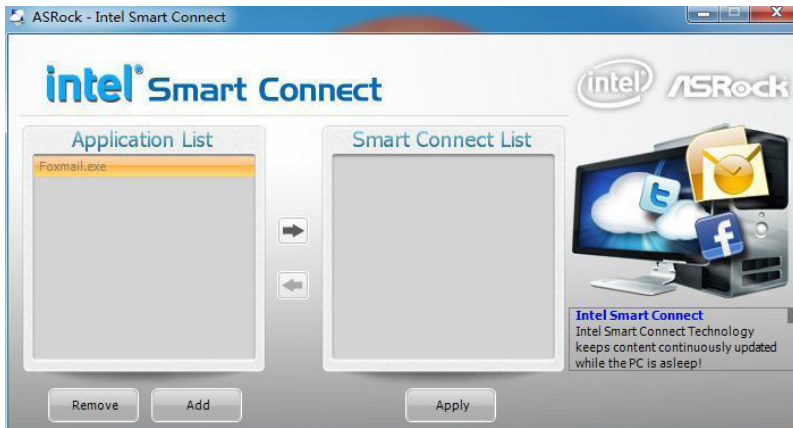 ASRock - Intel Smart Connect
intel Smart Connect
intel ASRock
Application List
Smart Connect List
Foxmail.exe
Intel Smart Connect
Intel Smart Connect Technology
keeps content continuously updated
while the PC is asleep!
Remove
Add
Apply